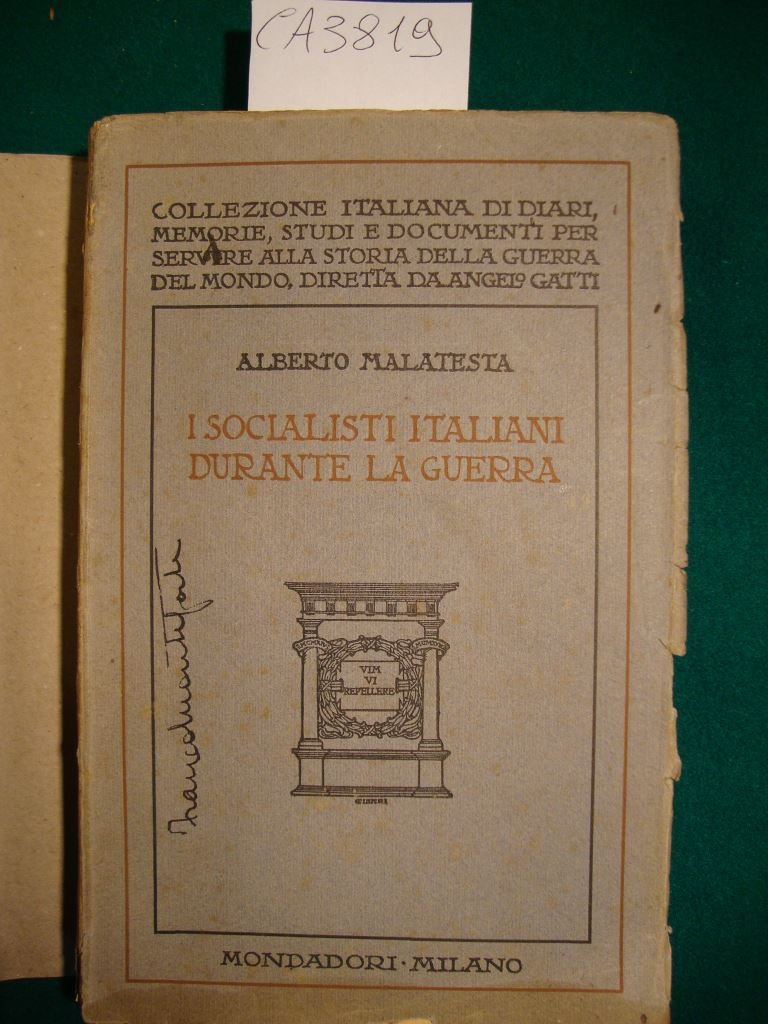 CA3819
COLLEZIONE ITALIANA DI DIARI,
MEMORIE, STUDI E DOCUMENTI PER
SERVIRE ALLA STORIA DELLA GUERRA
DEL MONDO, DIRETTA DA ANGELO GATTI
ALBERTO MALATESTA
I SOCIALISTI ITALIANI
DURANTE LA GUERRA
VIM
VI
REPELLERE
MONDADORI · MILANO